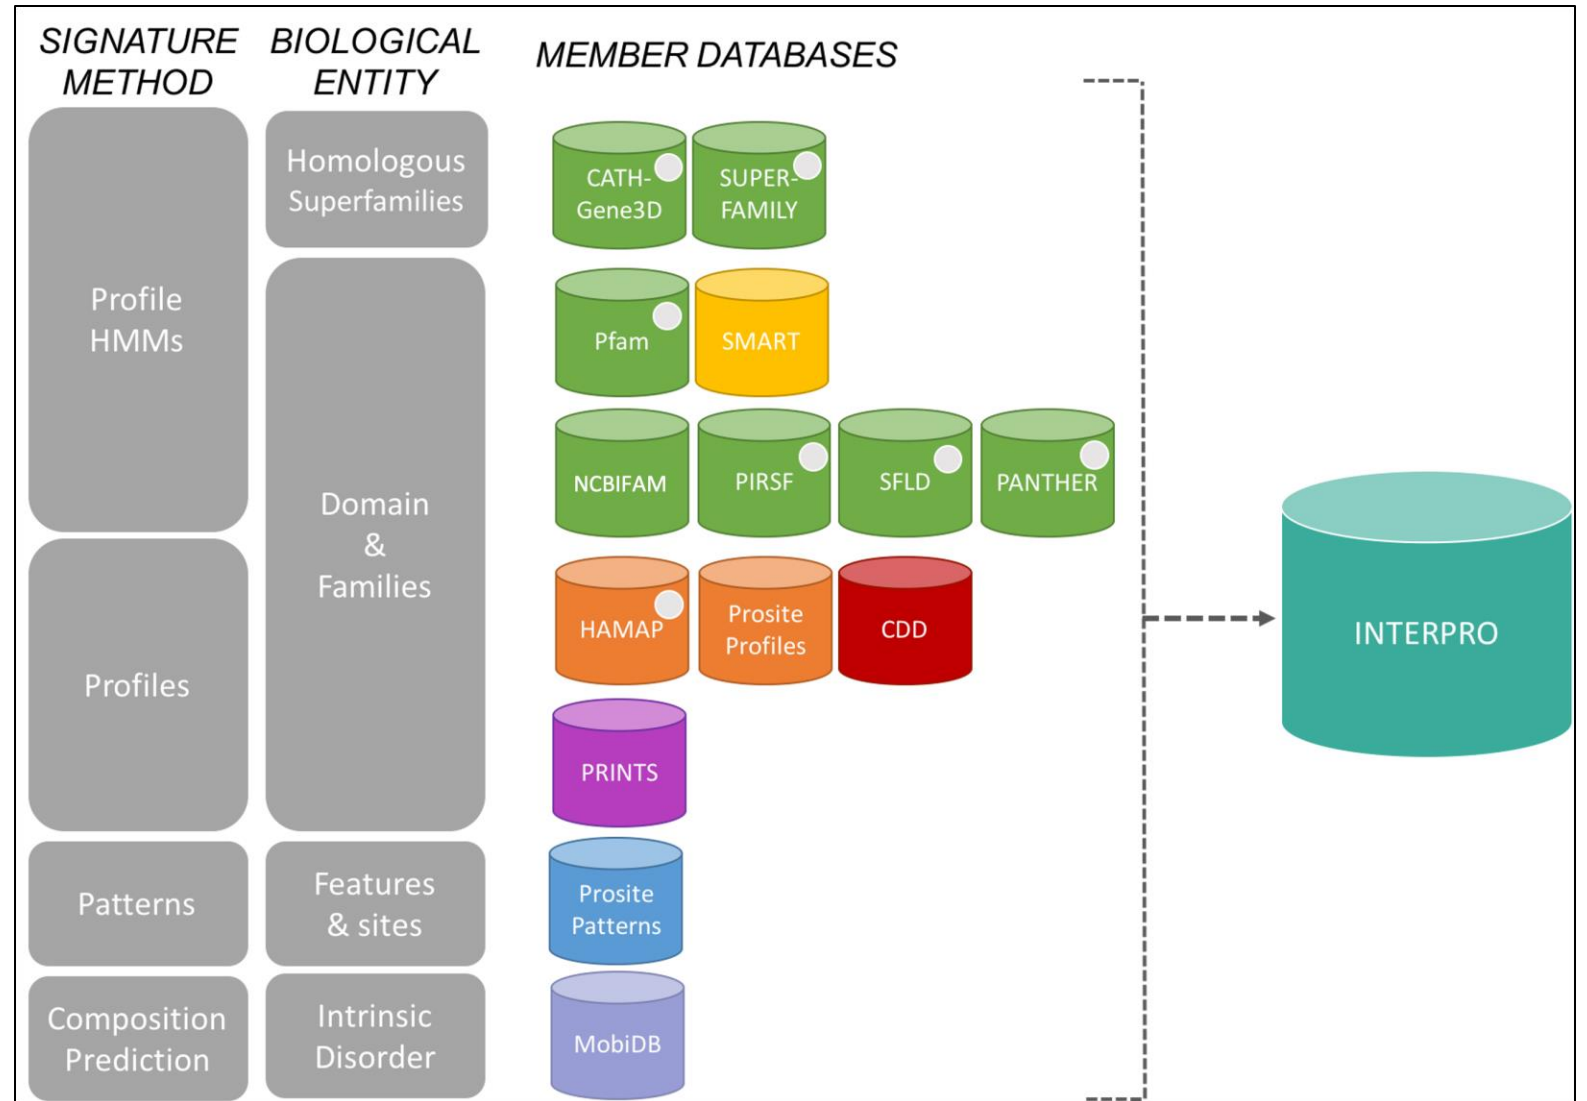 SIGNATURE
METHOD
BIOLOGICAL
ENTITY
MEMBER DATABASES
Profile
HMMs
Homologous
Superfamilies
CATH-
Gene3D
SUPER-
FAMILY
Domain
&
Families
Pfam
SMART
NCBIFAM
PIRSF
SFLD
PANTHER
Profiles
HAMAP
Prosite
Profiles
CDD
PRINTS
INTERPRO
Patterns
Features
& sites
Prosite
Patterns
Composition
Prediction
Intrinsic
Disorder
MobiDB